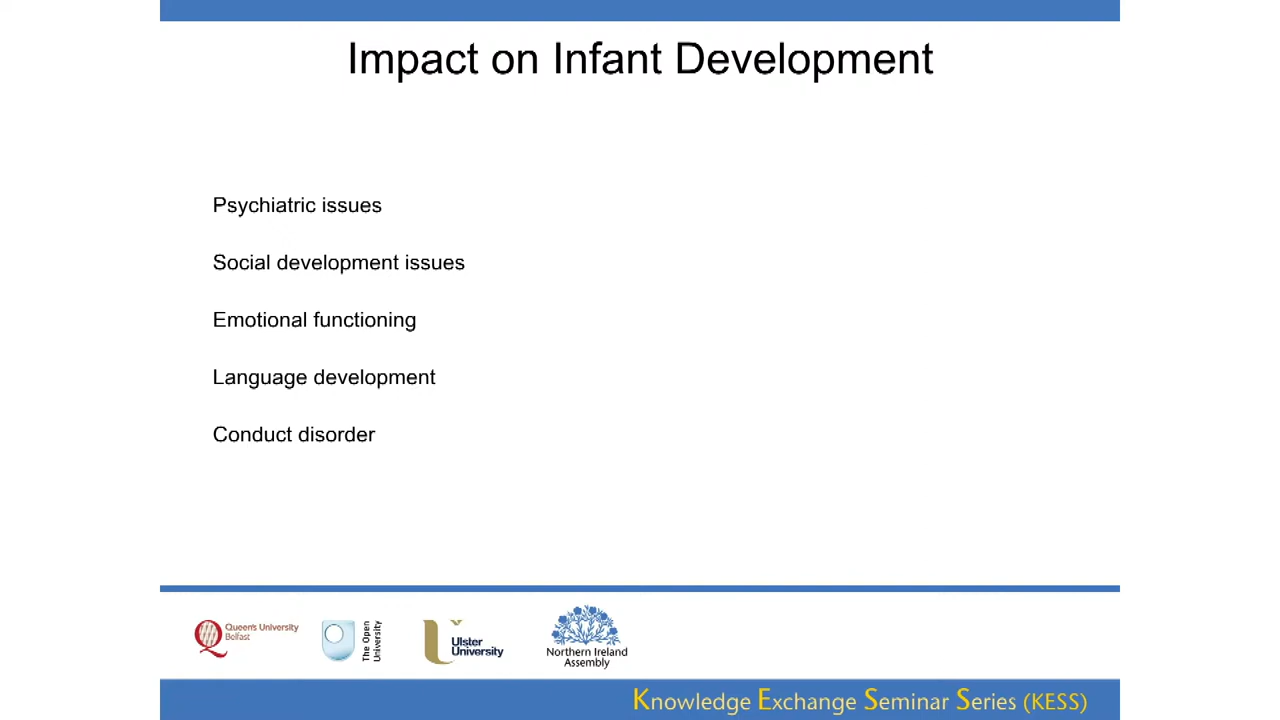 Impact on Infant Development
Psychiatric issues
Social development issues
Emotional functioning
Language development
Conduct disorder
Queen's University
Belfast
The Open
University
Ulster
University
Northern Ireland
Assembly
Knowledge Exchange Seminar Series (KESS)